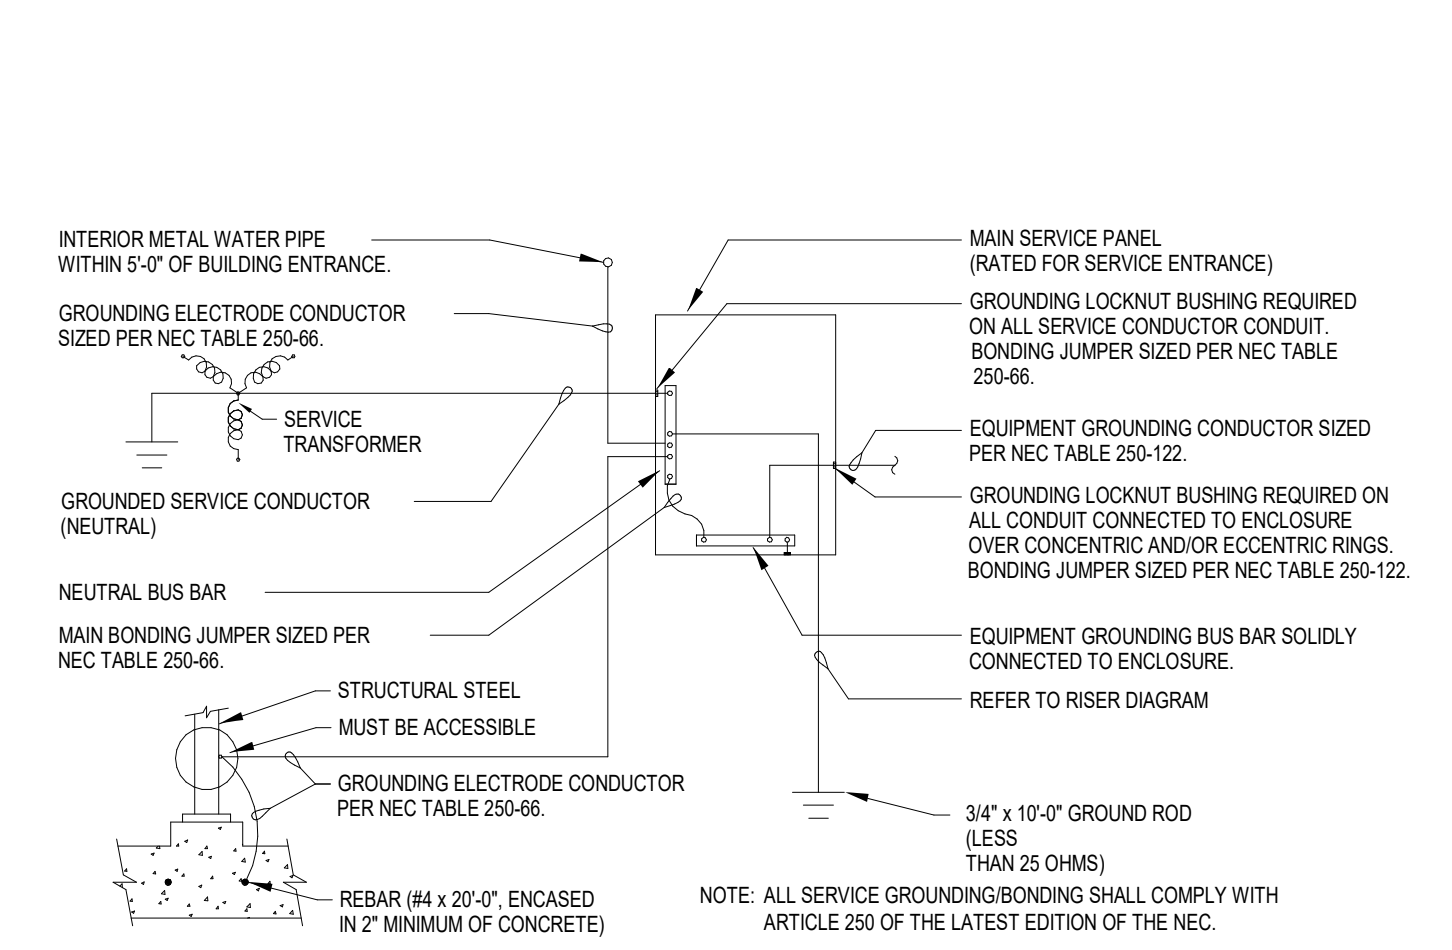 INTERIOR METAL WATER PIPE
WITHIN 5'-0" OF BUILDING ENTRANCE.
GROUNDING ELECTRODE CONDUCTOR
SIZED PER NEC TABLE 250-66.
SERVICE
TRANSFORMER
GROUNDED SERVICE CONDUCTOR
(NEUTRAL)
NEUTRAL BUS BAR
MAIN BONDING JUMPER SIZED PER
NEC TABLE 250-66.
STRUCTURAL STEEL
MUST BE ACCESSIBLE
GROUNDING ELECTRODE CONDUCTOR
PER NEC TABLE 250-66.
REBAR (#4 x 20'-0", ENCASED
IN 2" MINIMUM OF CONCRETE)
MAIN SERVICE PANEL
(RATED FOR SERVICE ENTRANCE)
GROUNDING LOCKNUT BUSHING REQUIRED
ON ALL SERVICE CONDUCTOR CONDUIT.
BONDING JUMPER SIZED PER NEC TABLE
250-66.
EQUIPMENT GROUNDING CONDUCTOR SIZED
PER NEC TABLE 250-122.
GROUNDING LOCKNUT BUSHING REQUIRED ON
ALL CONDUIT CONNECTED TO ENCLOSURE
OVER CONCENTRIC AND/OR ECCENTRIC RINGS.
BONDING JUMPER SIZED PER NEC TABLE 250-122.
EQUIPMENT GROUNDING BUS BAR SOLIDLY
CONNECTED TO ENCLOSURE.
REFER TO RISER DIAGRAM
3/4" x 10'-0" GROUND ROD
(LESS
THAN 25 OHMS)
NOTE: ALL SERVICE GROUNDING/BONDING SHALL COMPLY WITH
ARTICLE 250 OF THE LATEST EDITION OF THE NEC.